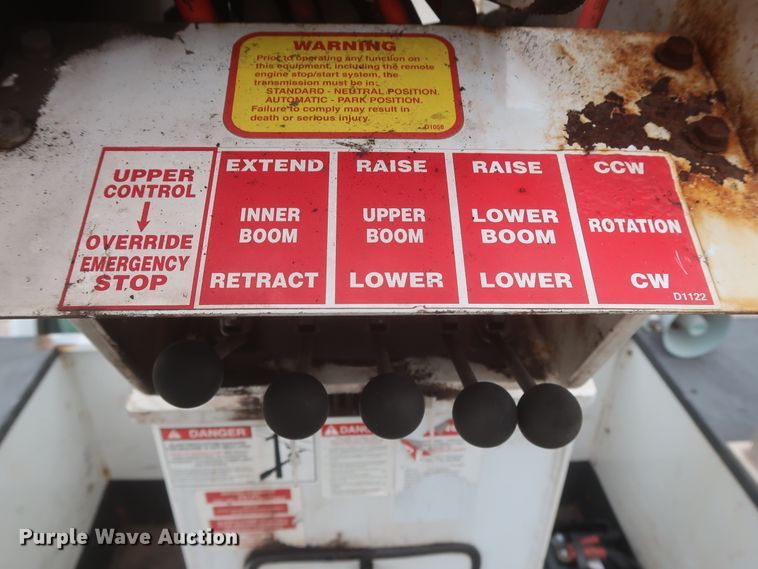 WARNING
Prior to operating any function on
this equipment, including the remote
engine stop/start system, the
transmission must be in:
STANDARD - NEUTRAL POSITION.
AUTOMATIC - PARK POSITION.
Failure to comply may result in
death or serious injury.
D1056
UPPER
CONTROL
OVERRIDE
EMERGENCY
STOP
EXTEND
INNER
BOOM
RETRACT
RAISE
UPPER
BOOM
LOWER
RAISE
LOWER
BOOM
LOWER
CCW
ROTATION
CW
D1122
DANGER
DANGER
Purple Wave Auction